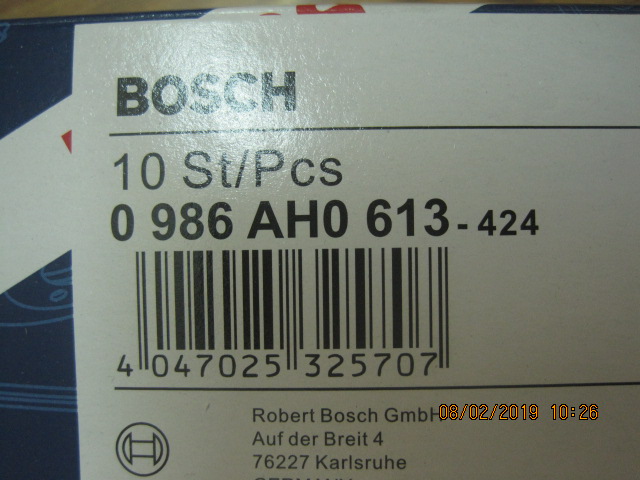 BOSCH
10 St/Pcs
0 986 AH0 613 - 424
4 047025 325707
Robert Bosch GmbH
08/02/2019 10:26
Auf der Breit 4
76227 Karlsruhe
GERMANY